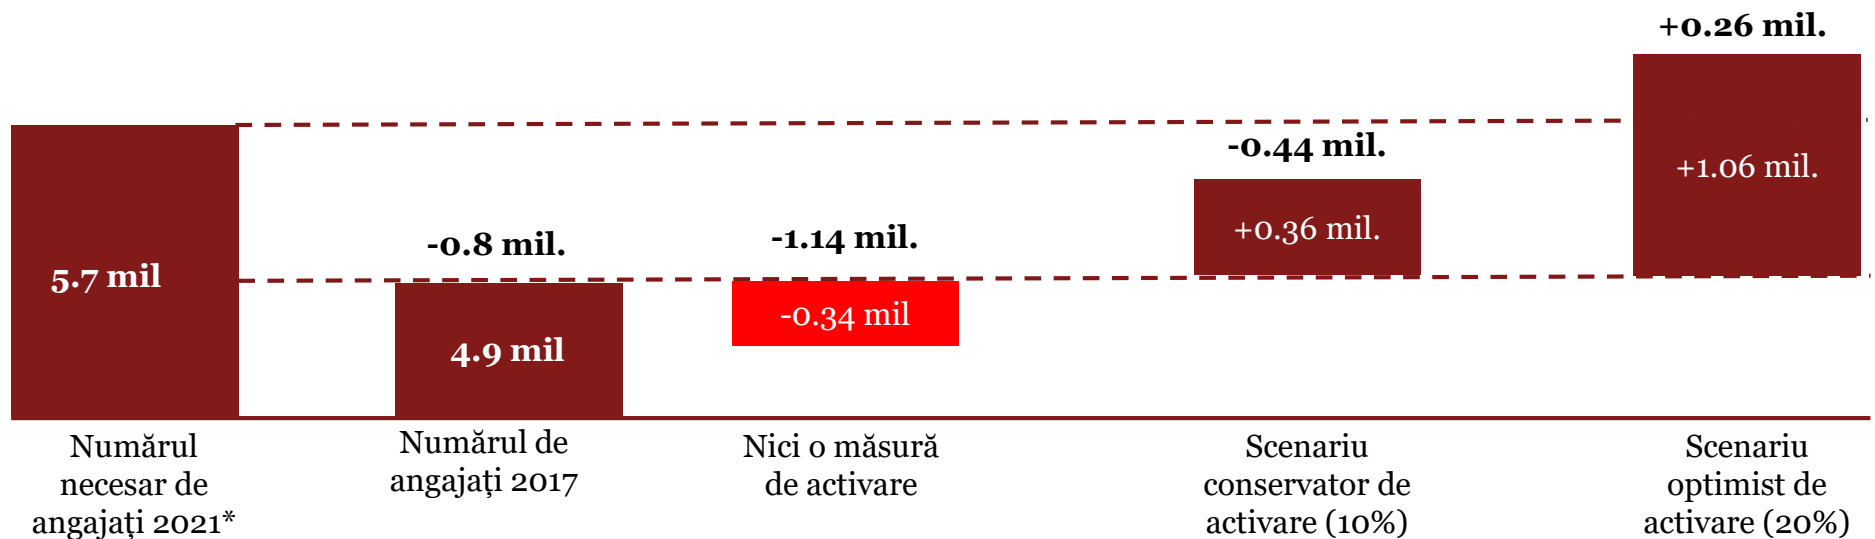 +0.26 mil.
-0.44 mil.
+1.06 mil.
-0.8 mil.
-1.14 mil.
+0.36 mil.
5.7 mil
4.9 mil
-0.34 mil
Numărul
necesar de
angajați 2021*
Numărul de
angajați 2017
Nici o măsură
de activare
Scenariu
conservator de
activare (10%)
Scenariu
optimist de
activare (20%)